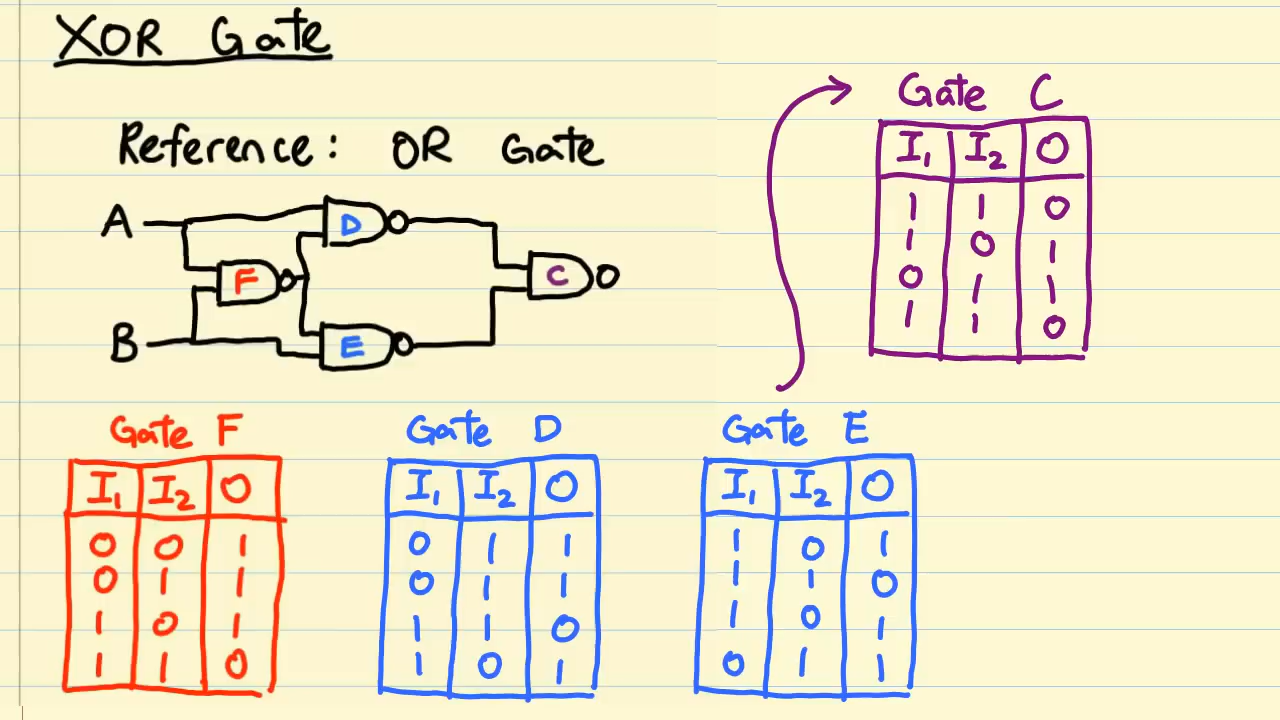 XOR Gate
Reference: OR Gate
A
D
F
C
B
E
Gate C
I₁ I₂ O
1 1 0
1 0 1
0 1 1
1 1 0
Gate F
I₁ I₂ O
0 0 1
0 1 1
1 0 1
1 1 0
Gate D
I₁ I₂ O
0 1 1
0 1 1
1 1 0
1 0 1
Gate E
I₁ I₂ O
1 0 1
1 1 0
1 0 1
0 1 1